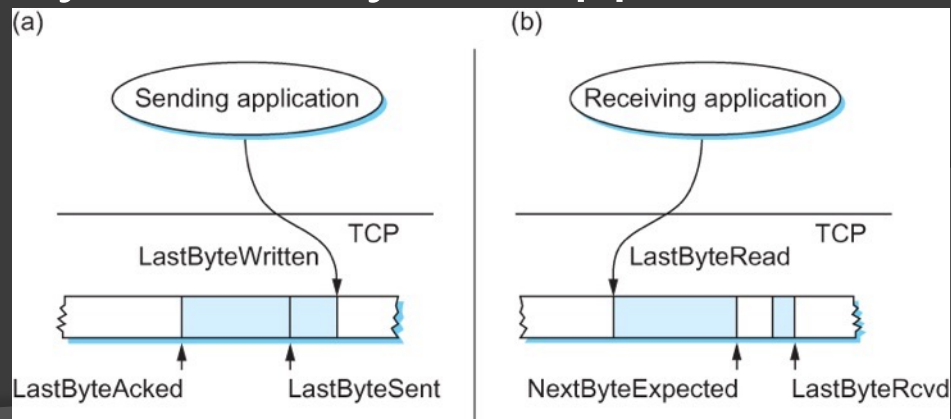 (a)
Sending application
TCP
LastByteWritten
LastByteAcked
LastByteSent
(b)
Receiving application
TCP
LastByteRead
NextByteExpected
LastByteRcvd